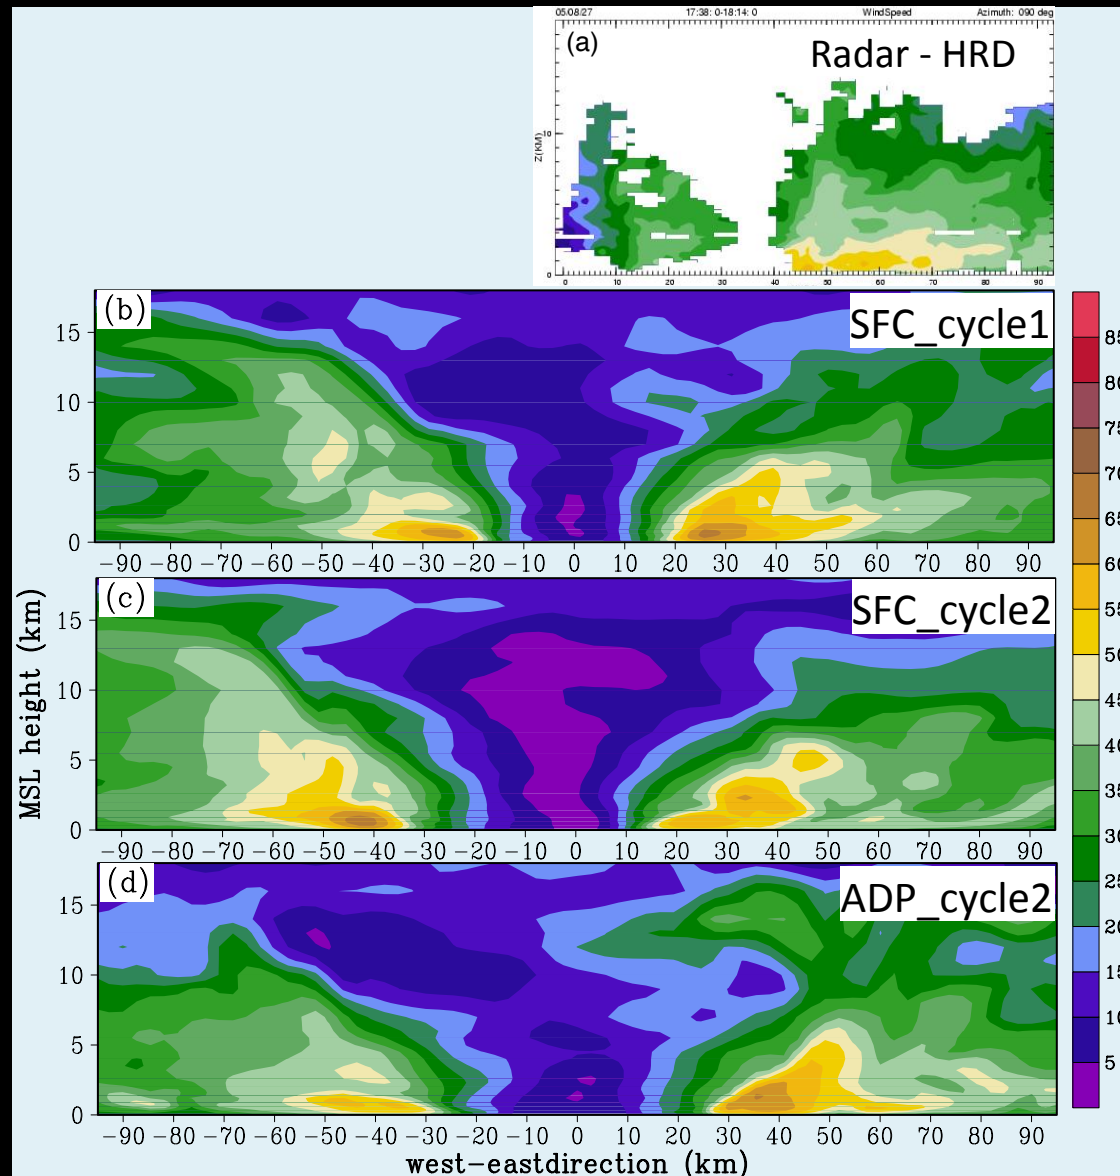 05/08/27 17:38: 0-18:14: 0 WindSpeed Azimuth: 090 deg
(a) Radar - HRD
Z(KM)
10
0
0 10 20 30 40 50 60 70 80 90
(b) SFC_cycle1
15
10
5
0
-90 -80 -70 -60 -50 -40 -30 -20 -10 0 10 20 30 40 50 60 70 80 90
(c) SFC_cycle2
15
10
5
0
-90 -80 -70 -60 -50 -40 -30 -20 -10 0 10 20 30 40 50 60 70 80 90
(d) ADP_cycle2
15
10
5
0
-90 -80 -70 -60 -50 -40 -30 -20 -10 0 10 20 30 40 50 60 70 80 90
MSL height (km)
west-eastdirection (km)
85
80
75
70
65
60
55
50
45
40
35
30
25
20
15
10
5